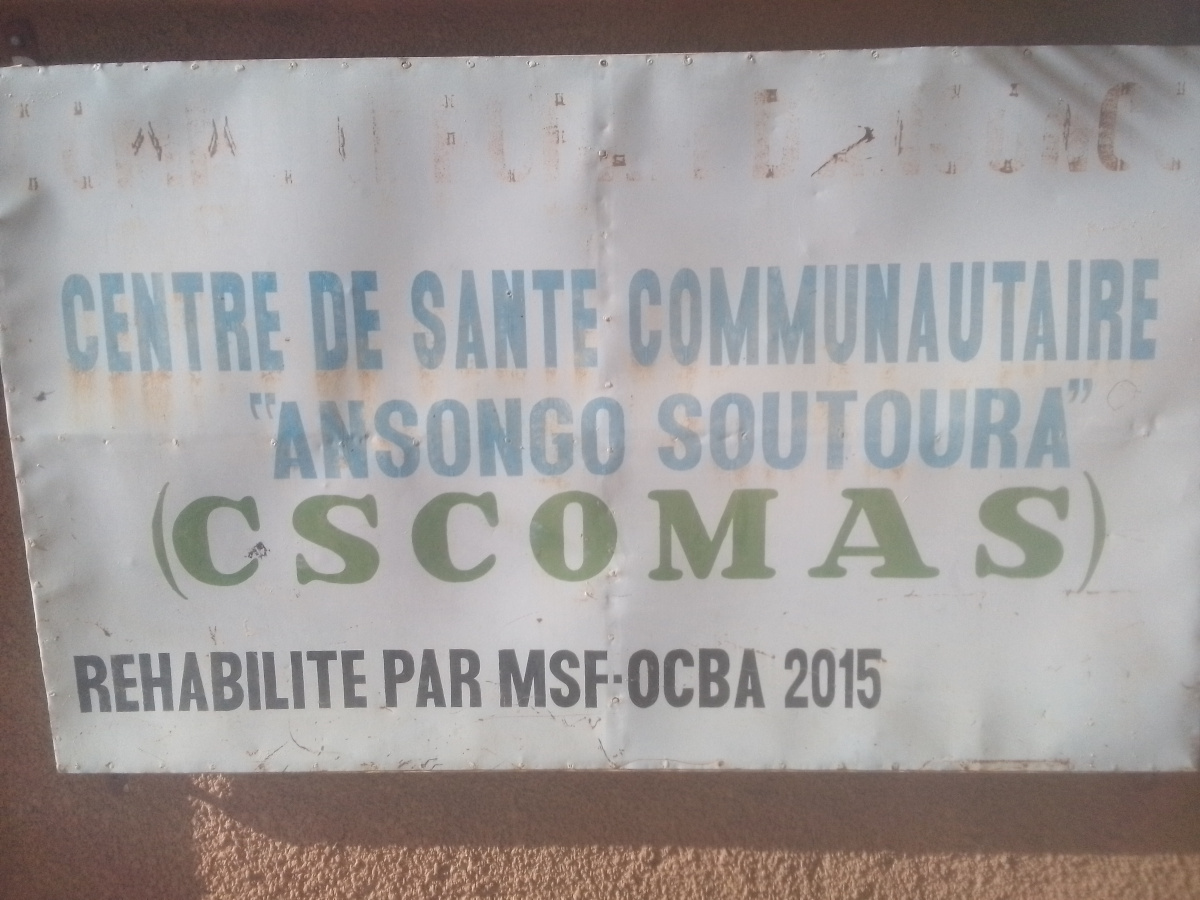 CENTRE DE SANTE COMMUNAUTAIRE
"ANSONGO SOUTOURA"
(CSCOMAS)
REHABILITE PAR MSF-OCBA 2015